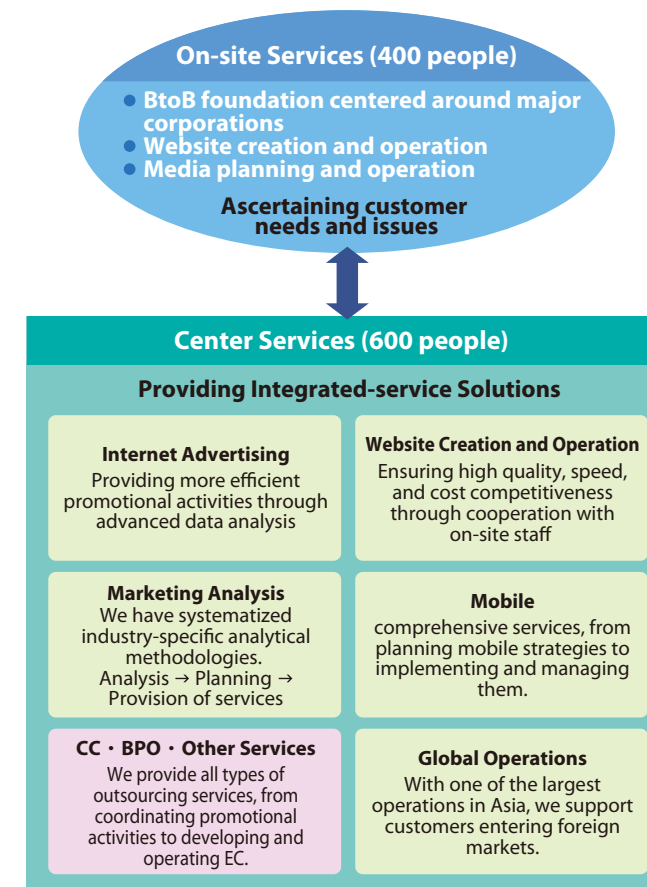 On-site Services (400 people)
● BtoB foundation centered around major
corporations
● Website creation and operation
● Media planning and operation
Ascertaining customer
needs and issues
Center Services (600 people)
Providing Integrated-service Solutions
Internet Advertising
Providing more efficient
promotional activities through
advanced data analysis
Website Creation and Operation
Ensuring high quality, speed,
and cost competitiveness
through cooperation with
on-site staff
Marketing Analysis
We have systematized
industry-specific analytical
methodologies.
Analysis → Planning →
Provision of services
Mobile
comprehensive services, from
planning mobile strategies to
implementing and managing
them.
CC・BPO・Other Services
We provide all types of
outsourcing services, from
coordinating promotional
activities to developing and
operating EC.
Global Operations
With one of the largest
operations in Asia, we support
customers entering foreign
markets.